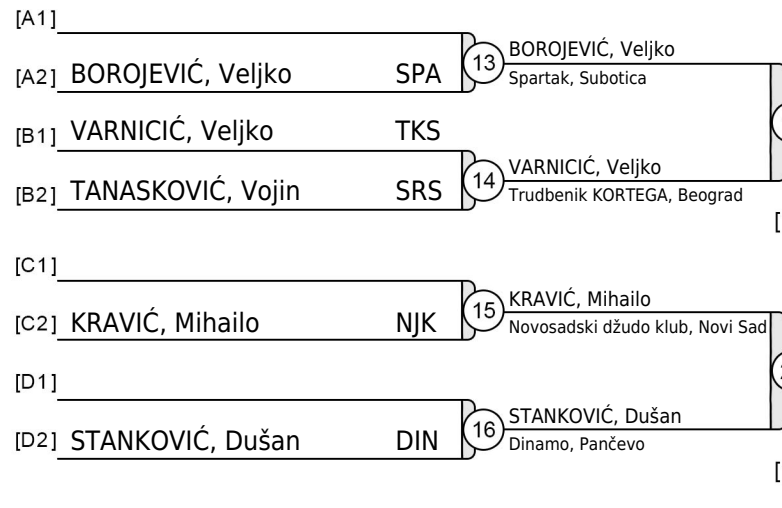 [A1]
[A2] BOROJEVIĆ, Veljko SPA
13
BOROJEVIĆ, Veljko
Spartak, Subotica
[B1] VARNICIĆ, Veljko TKS
[B2] TANASKOVIĆ, Vojin SRS
14
VARNICIĆ, Veljko
Trudbenik KORTEGA, Beograd
[C1]
[C2] KRAVIĆ, Mihailo NJK
15
KRAVIĆ, Mihailo
Novosadski džudo klub, Novi Sad
[D1]
[D2] STANKOVIĆ, Dušan DIN
16
STANKOVIĆ, Dušan
Dinamo, Pančevo
[
[